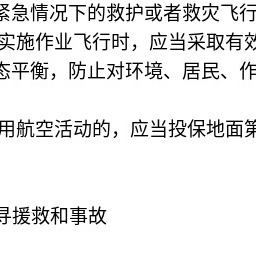 紧急情况下的救护或者救灾飞行
实施作业飞行时，应当采取有效
态平衡，防止对环境、居民、作
用航空活动的，应当投保地面第
寻援救和事故